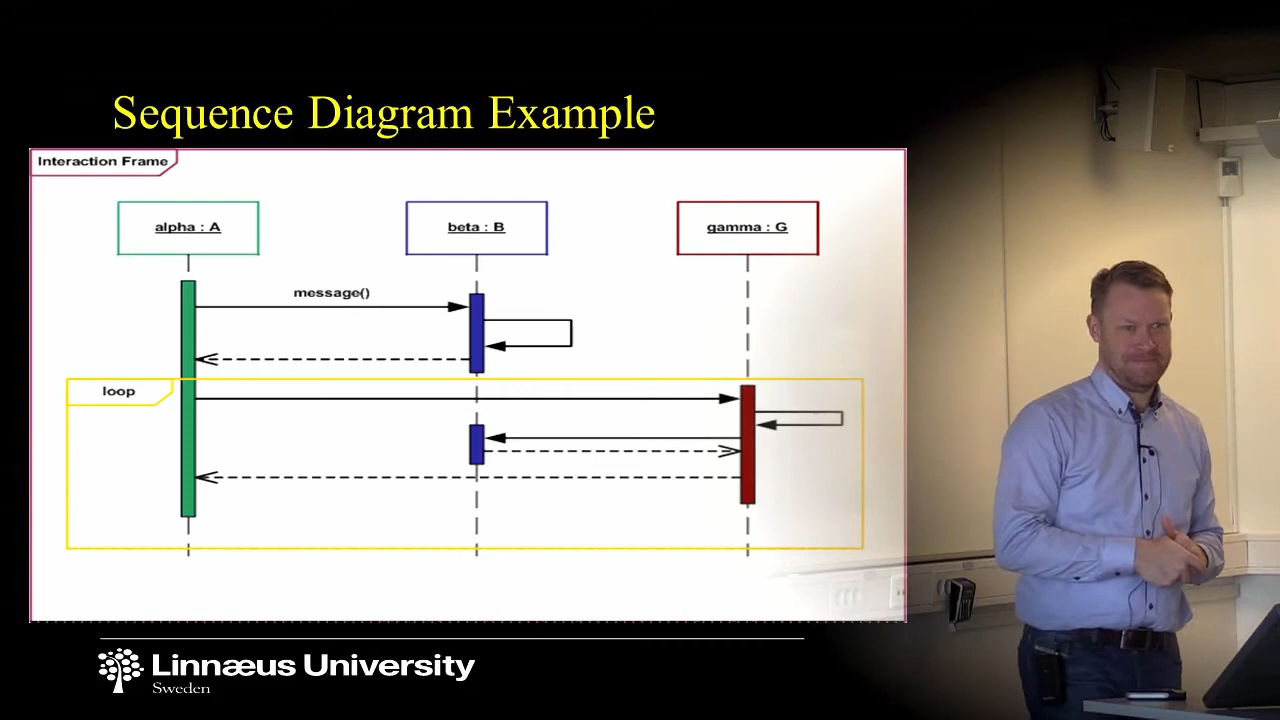 Sequence Diagram Example
Interaction Frame
alpha : A
beta : B
gamma : G
message()
loop
Linnæus University
Sweden